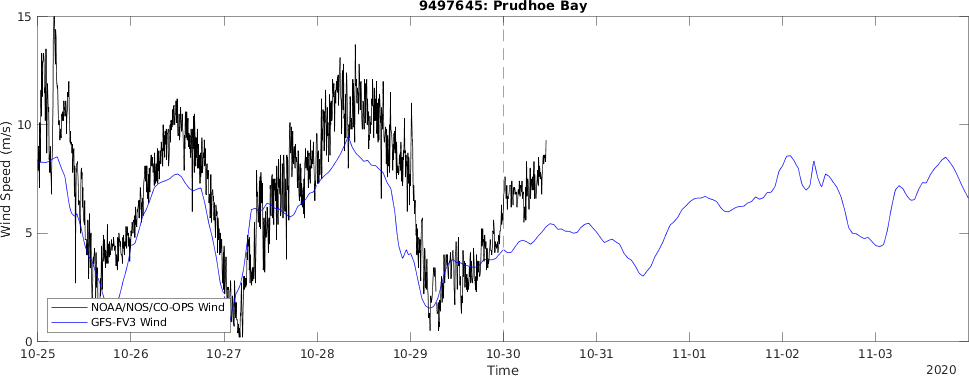 9497645: Prudhoe Bay
Wind Speed (m/s)
15
10
5
0
NOAA/NOS/CO-OPS Wind
GFS-FV3 Wind
10-25 10-26 10-27 10-28 10-29 10-30 10-31 11-01 11-02 11-03
Time
2020